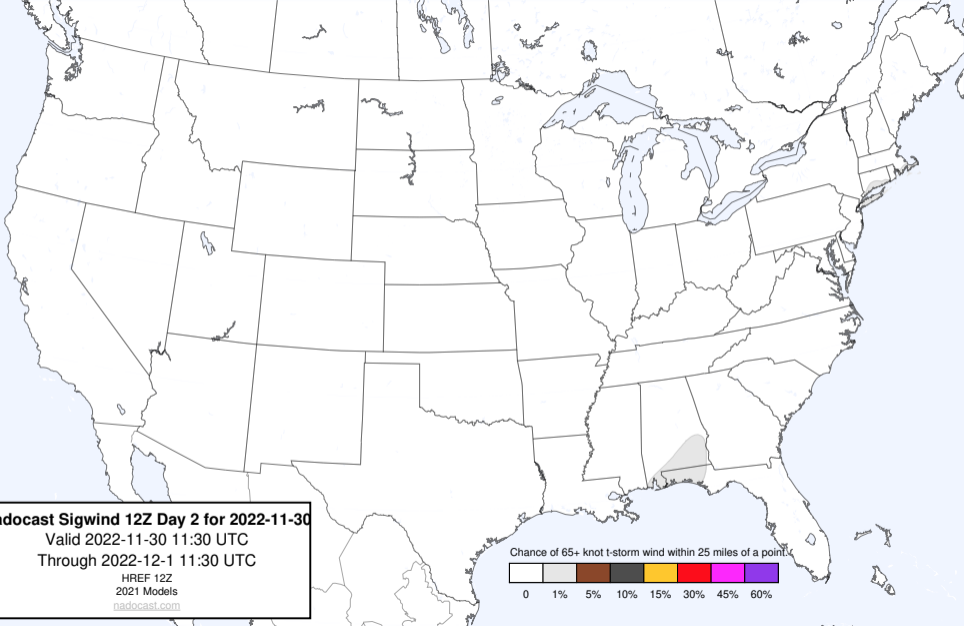 adocast Sigwind 12Z Day 2 for 2022-11-30
Valid 2022-11-30 11:30 UTC
Through 2022-12-1 11:30 UTC
HREF 12Z
2021 Models
nadocast.com
Chance of 65+ knot t-storm wind within 25 miles of a point.
0 1% 5% 10% 15% 30% 45% 60%